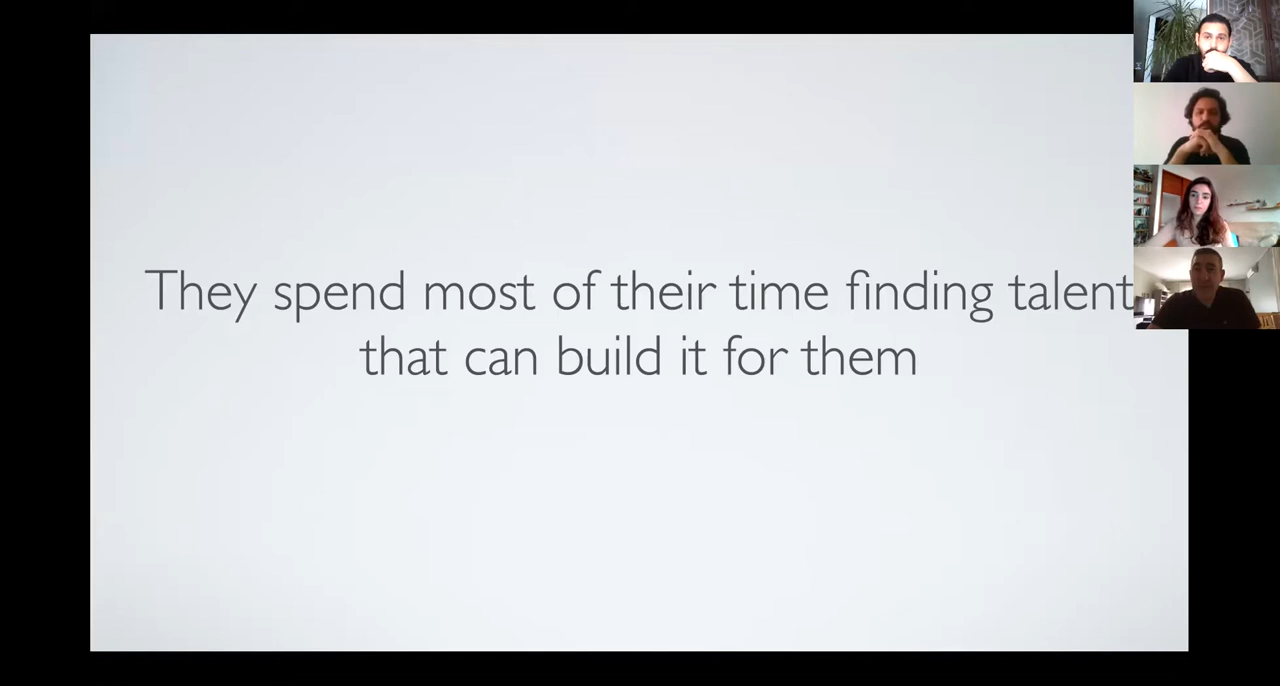 They spend most of their time finding talent
that can build it for them